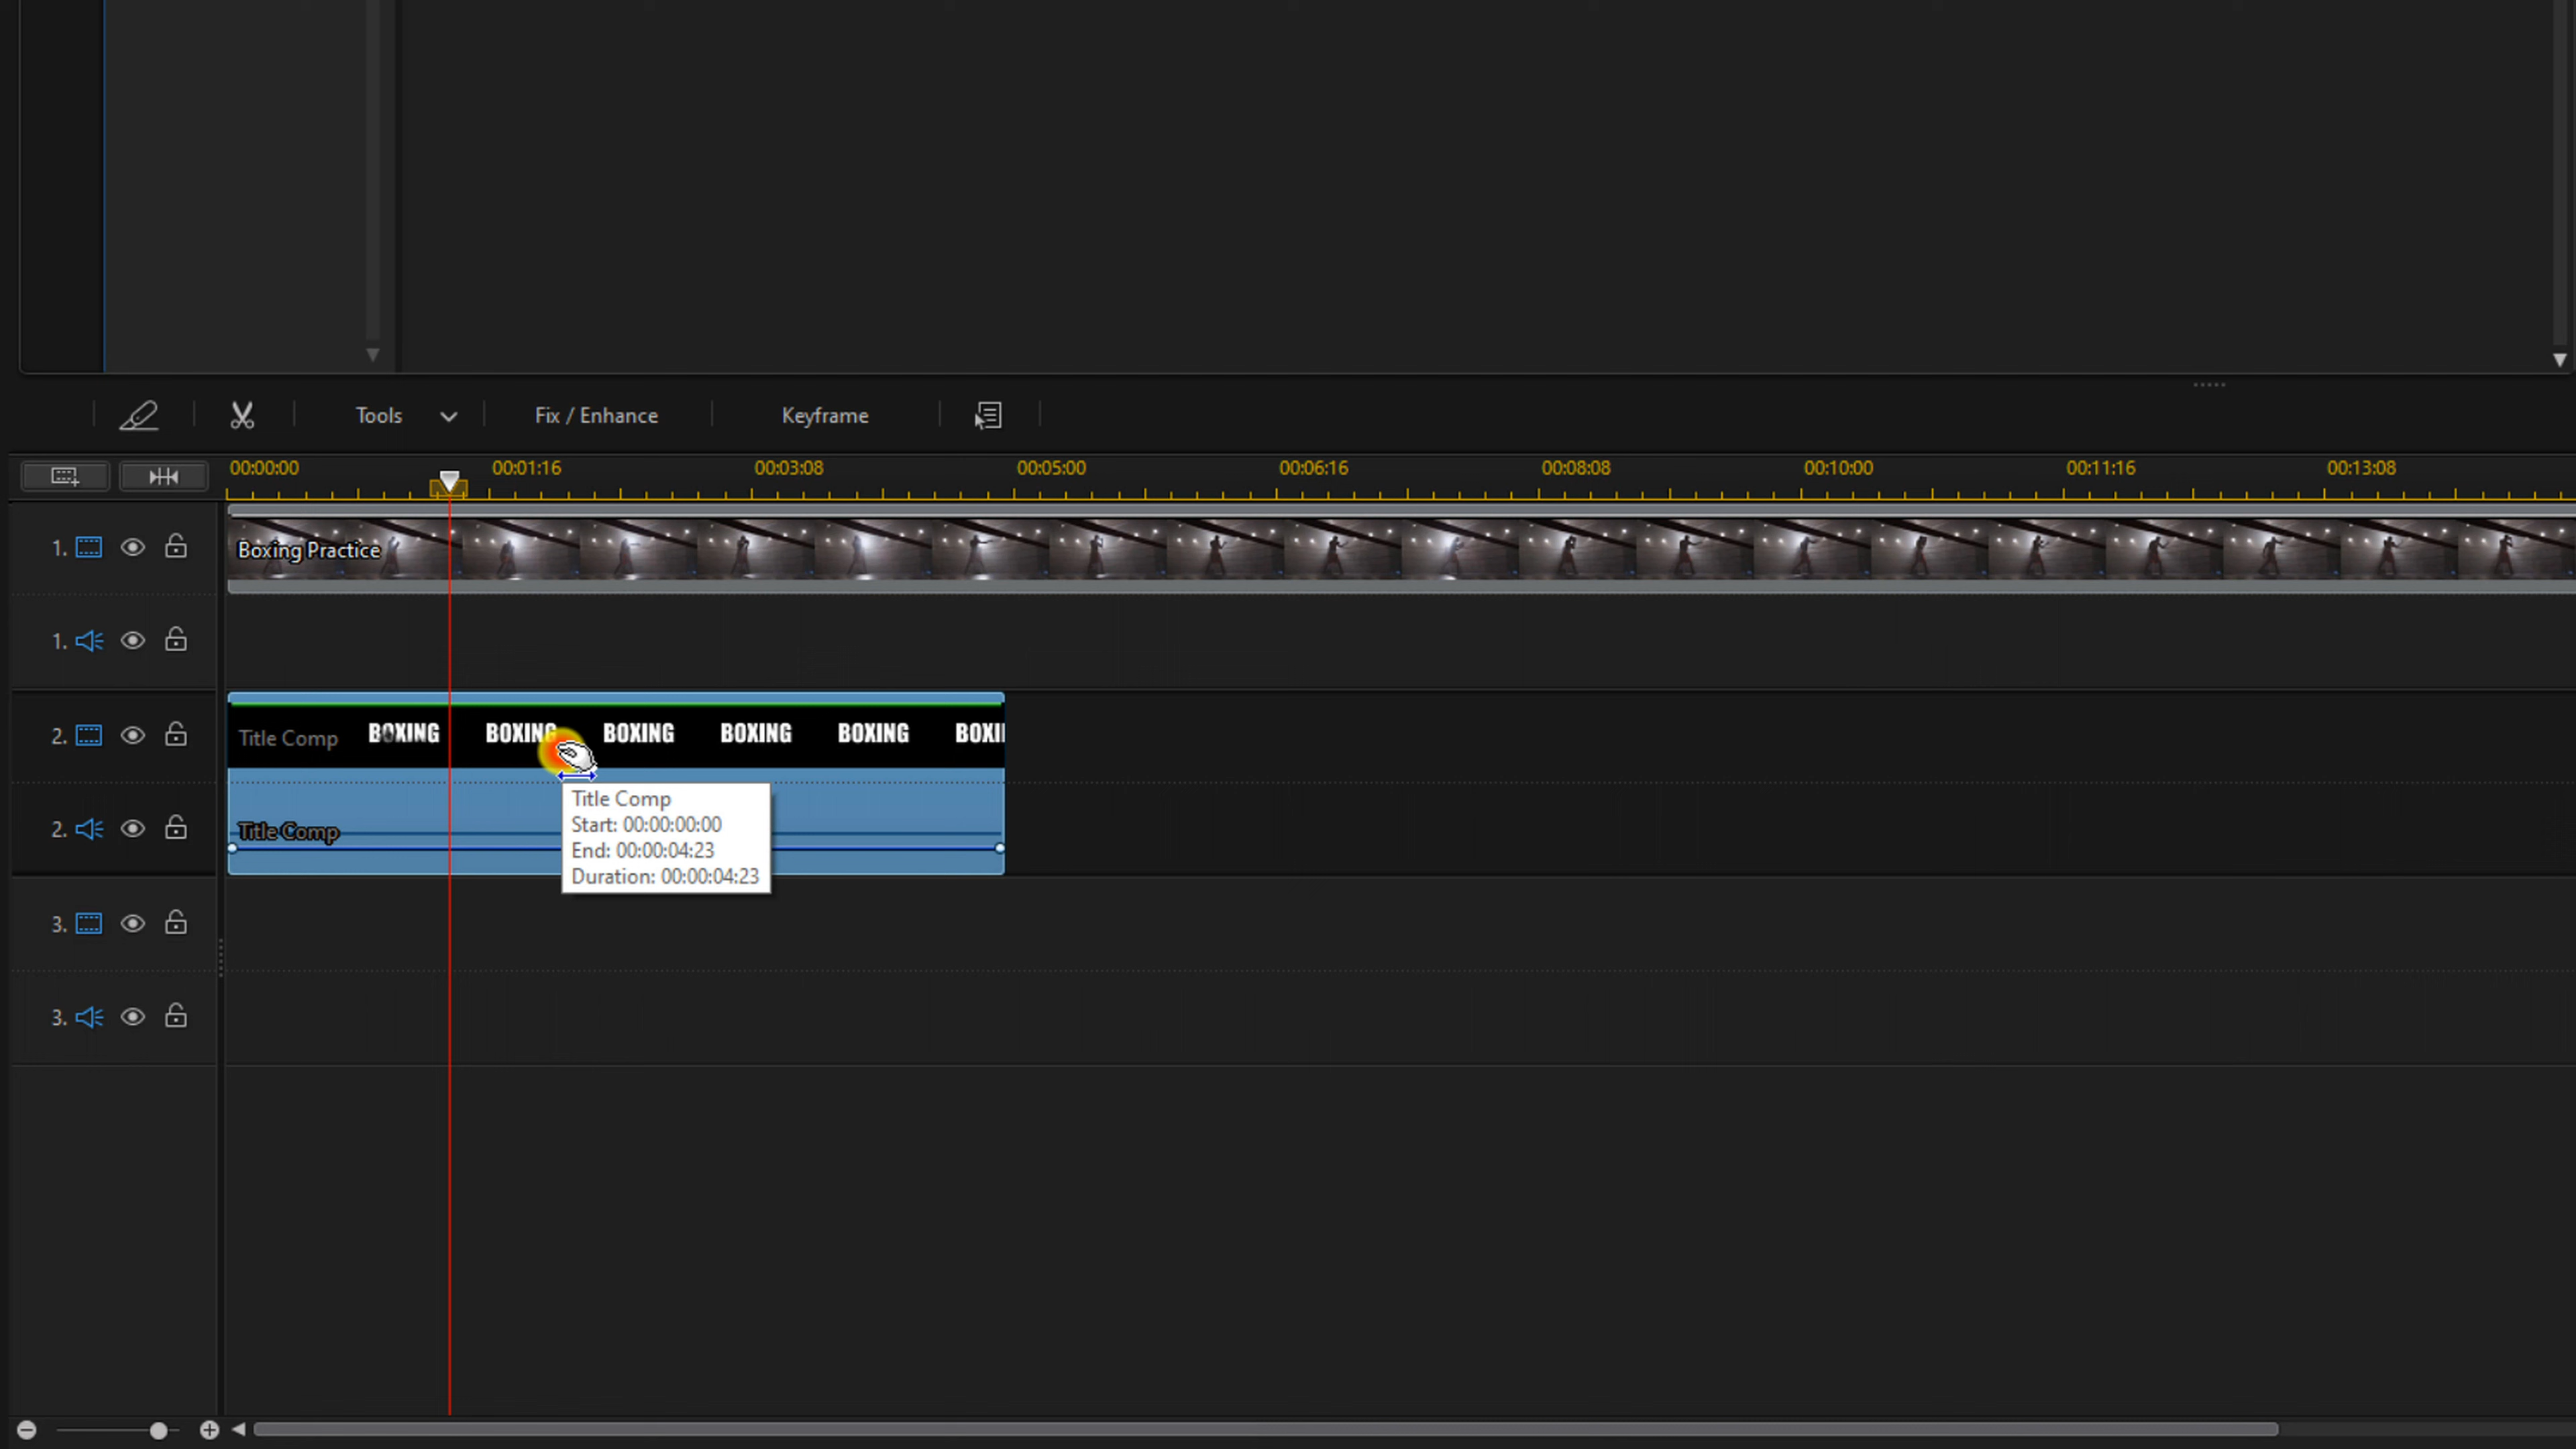 Tools Fix / Enhance Keyframe
00:00:00 00:01:16 00:03:08 00:05:00 00:06:16 00:08:08 00:10:00 00:11:16 00:13:08
1. Boxing Practice
1.
2. Title Comp BOXING BOXING BOXING BOXING BOXING BOXI
2. Title Comp
Title Comp
Start: 00:00:00:00
End: 00:00:04:23
Duration: 00:00:04:23
3.
3.